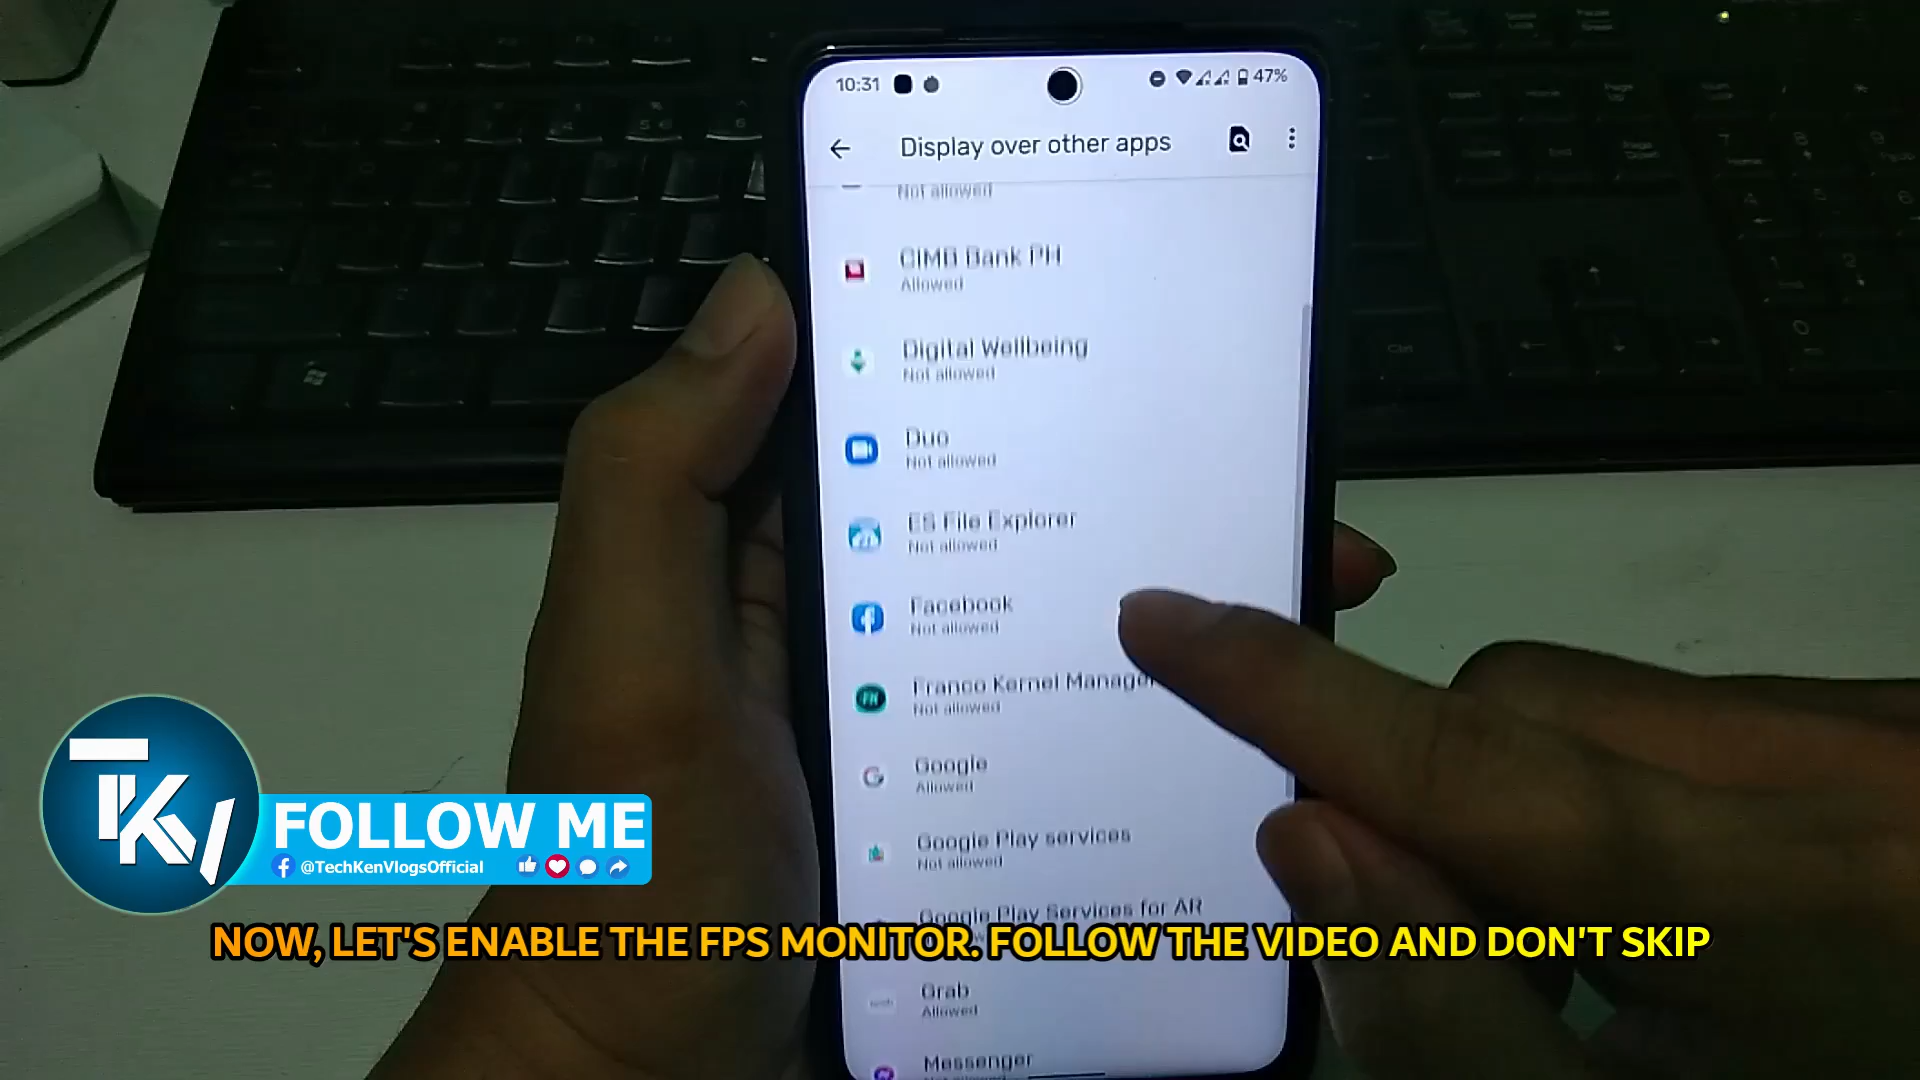 10:31
47%
Display over other apps
Not allowed
CIMB Bank PH
Allowed
Digital Wellbeing
Not allowed
Duo
Not allowed
ES File Explorer
Not allowed
Facebook
Not allowed
Franco Kernel Manager
Not allowed
Google
Allowed
Google Play services
Not allowed
Google Play Services for AR
Grab
Allowed
Messenger
TKV
FOLLOW ME
@TechKenVlogsOfficial
NOW, LET'S ENABLE THE FPS MONITOR. FOLLOW THE VIDEO AND DON'T SKIP